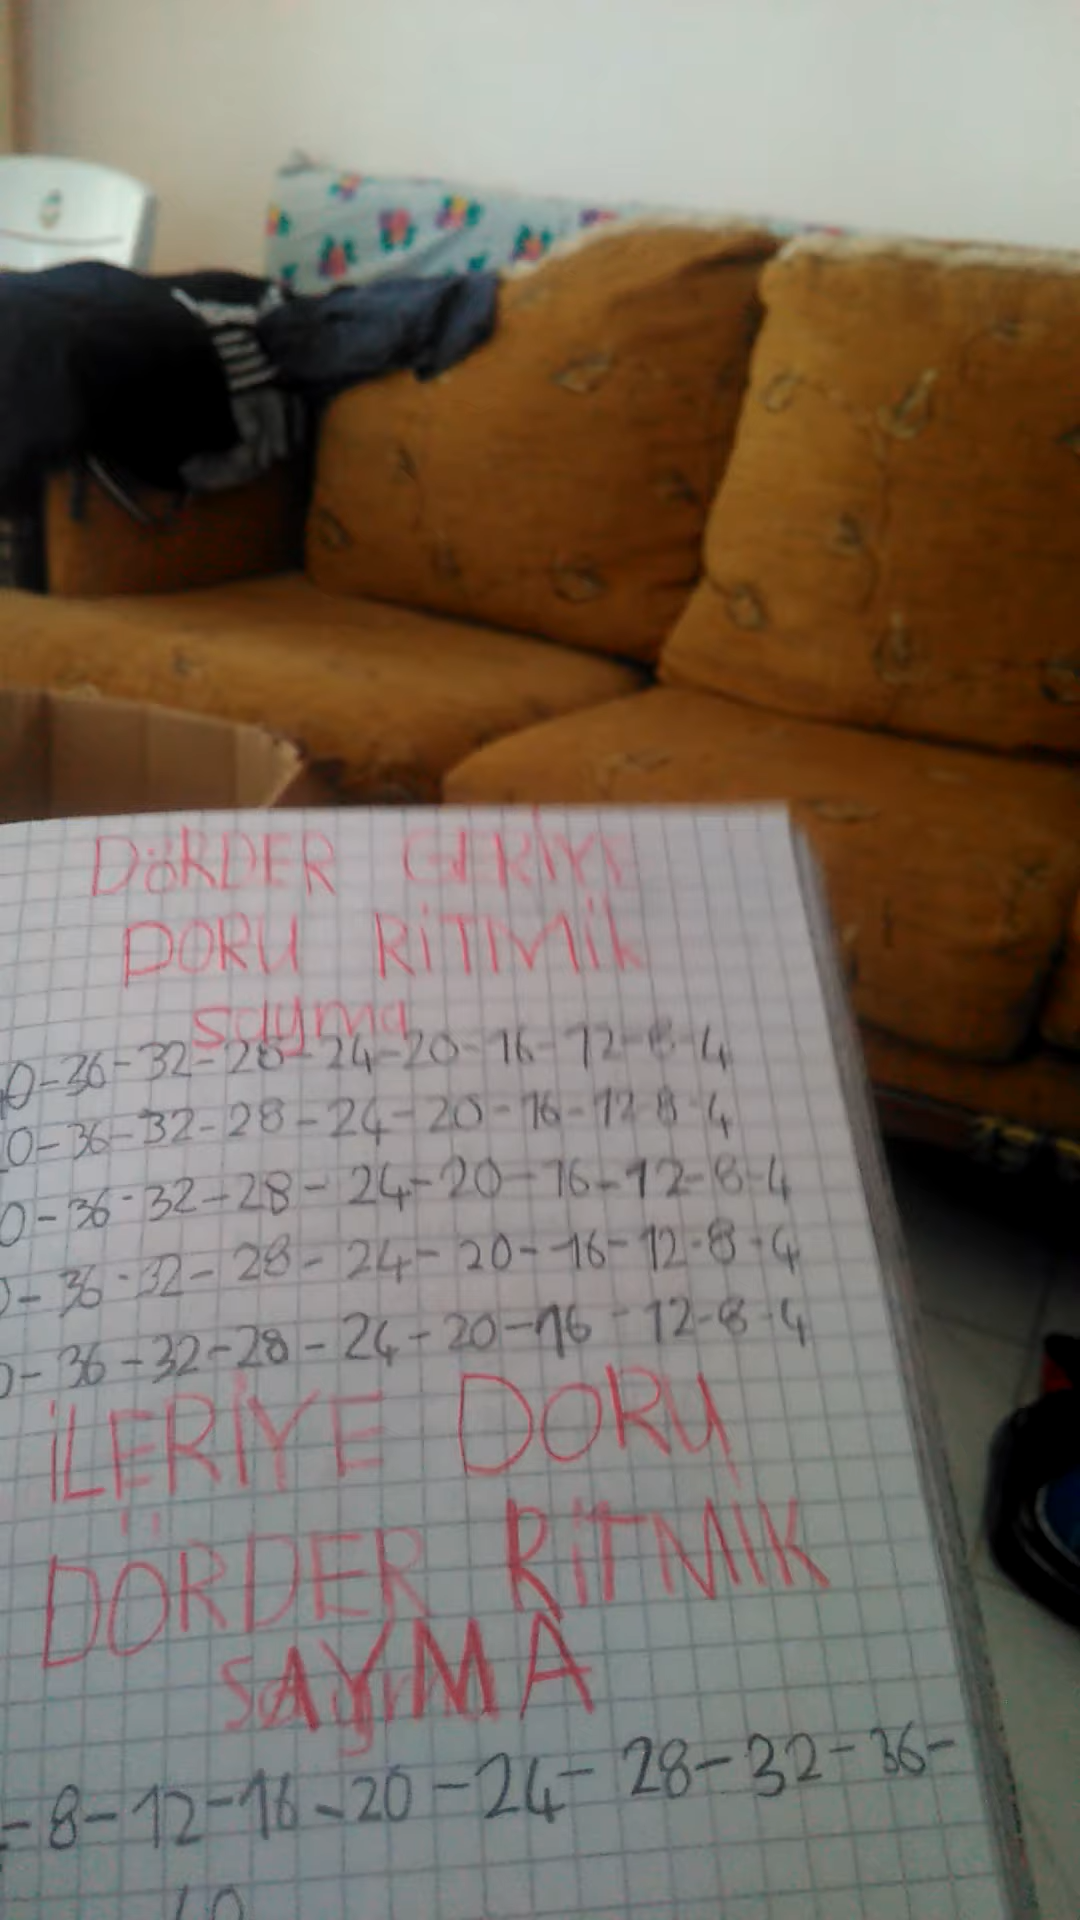 DÖRDER GERİYE
DORU RİTMİK
sayma
40-36-32-28-24-20-16-12-8-4
0-36-32-28-24-20-16-12-8-4
0-36-32-28-24-20-16-12-8-4
0-36-32-28-24-20-16-12-8-4
0-36-32-28-24-20-16-12-8-4
İLERİYE DORU
DÖRDER RİTMİK
SAYMA
-8-12-16-20-24-28-32-36-
40